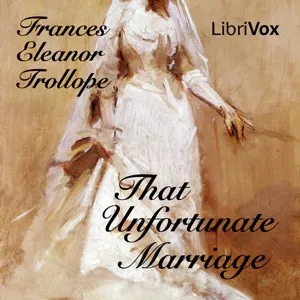 Frances
Eleanor
Trollope
LibriVox
That
Unfortunate
Marriage